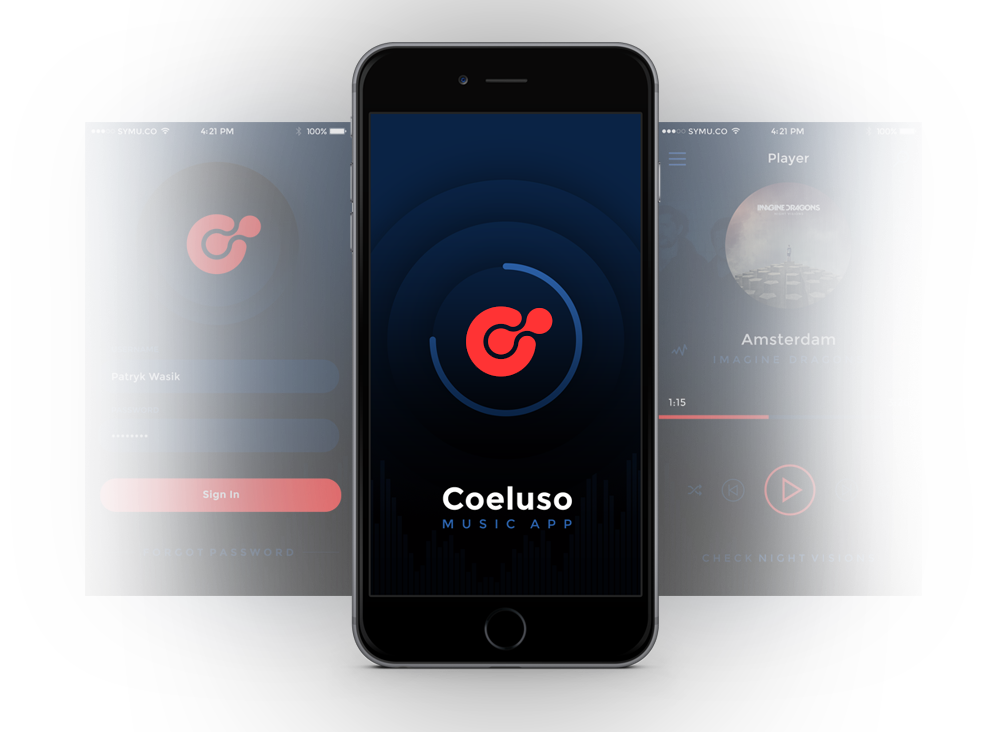 SYMU.CO
4:21 PM
100%
Patryk Wasik
••••••••
Sign In
FORGOT PASSWORD
Coeluso
MUSIC APP
SYMU.CO
4:21 PM
100%
Player
IMAGINE DRAGONS
Amsterdam
IMAGINE DRAGONS
1:15
CHECK NIGHT VISION